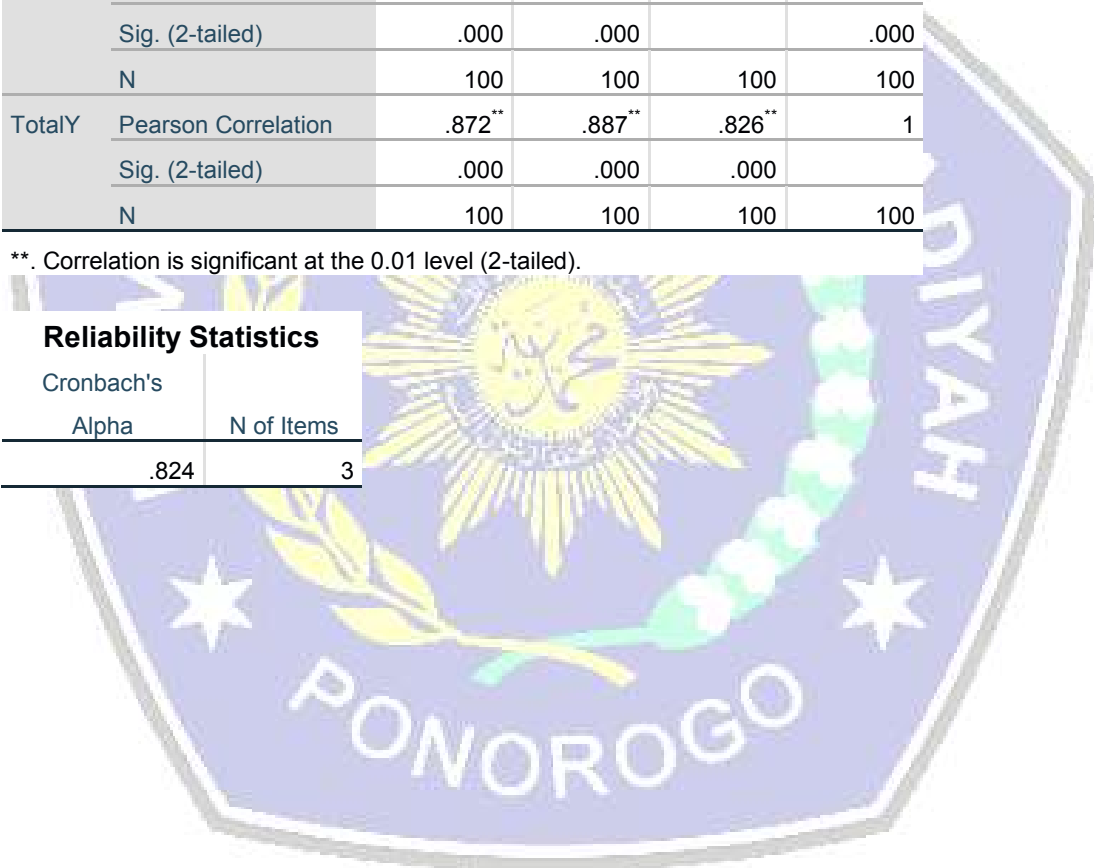 Sig. (2-tailed) .000 .000 .000
N 100 100 100 100
TotalY Pearson Correlation .872** .887** .826** 1
Sig. (2-tailed) .000 .000 .000
N 100 100 100 100
**. Correlation is significant at the 0.01 level (2-tailed).
Reliability Statistics
Cronbach's
Alpha N of Items
.824 3
DIYAH
PONOROGO